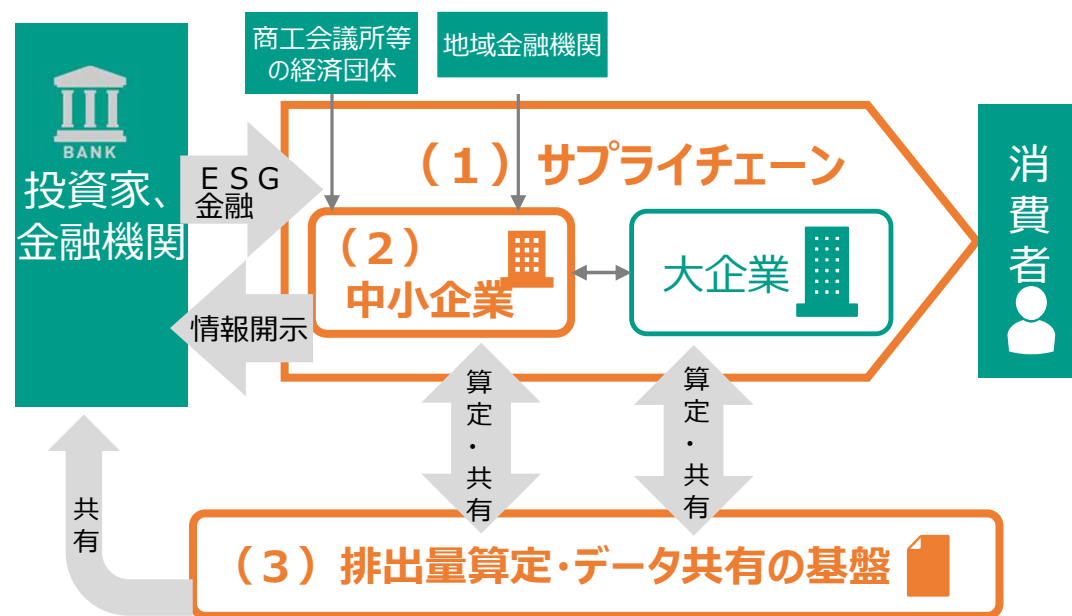 商工会議所等
の経済団体
地域金融機関
BANK
投資家、
金融機関
ＥＳＧ
金融
情報開示
（１）サプライチェーン
（２）
中小企業
大企業
消費者
算定・共有
算定・共有
共有
（３）排出量算定・データ共有の基盤